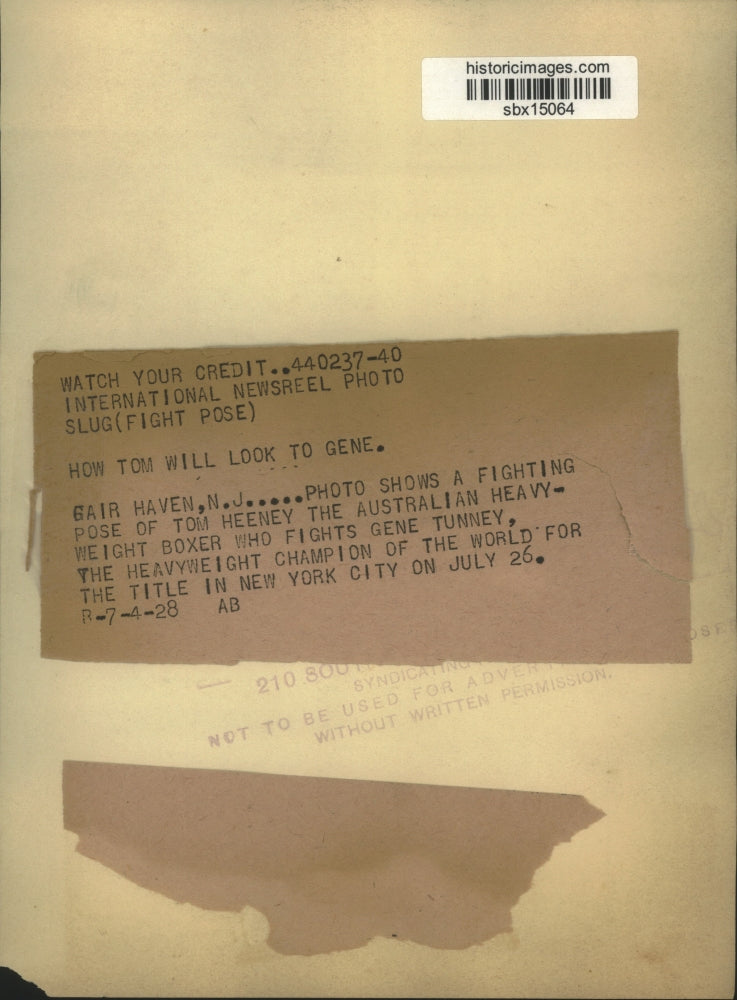 historicimages.com
sbx15064
WATCH YOUR CREDIT..440237-40
INTERNATIONAL NEWSREEL PHOTO
SLUG(FIGHT POSE)
HOW TOM WILL LOOK TO GENE.
GAIR HAVEN,N.J.....PHOTO SHOWS A FIGHTING
POSE OF TOM HEENEY THE AUSTRALIAN HEAVY-
WEIGHT BOXER WHO FIGHTS GENE TUNNEY,
THE HEAVYWEIGHT CHAMPION OF THE WORLD FOR
THE TITLE IN NEW YORK CITY ON JULY 26.
R-7-4-28 AB
210
SYNDICATING
NOT TO BE USED FOR
WITHOUT WRITTEN PERMISSION.